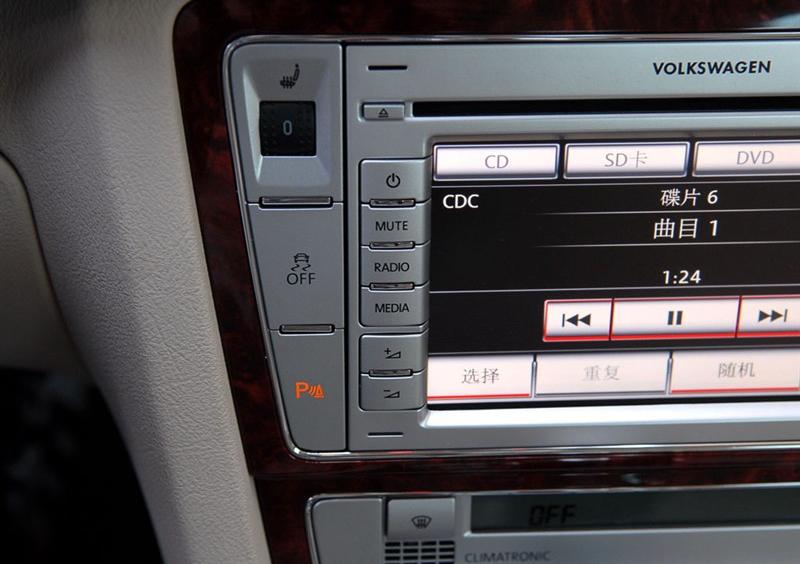 VOLKSWAGEN
0
CD SD卡 DVD
CDC 碟片 6
曲目 1
1:24
MUTE
RADIO
MEDIA
OFF
P
选择 重复 随机
OFF
CLIMATRONIC